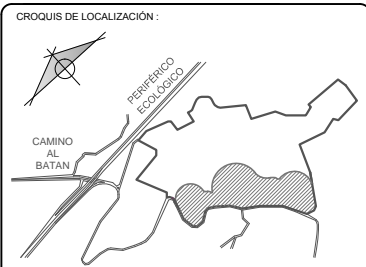 CROQUIS DE LOCALIZACIÓN :
PERIFÉRICO
ECOLÓGICO
CAMINO
AL
BATAN